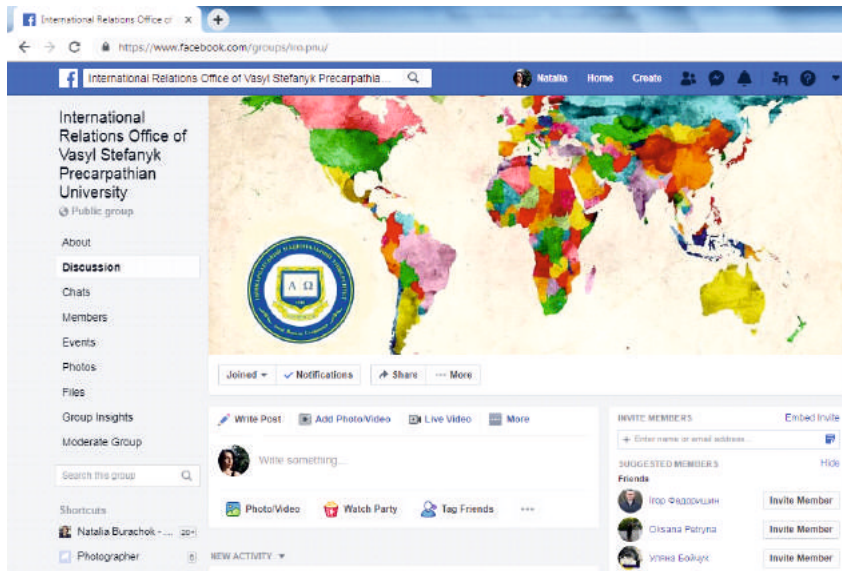 International Relations Office of
https://www.facebook.com/groups/iro.pnu/
International Relations Office of Vasyl Stefanyk Precarpathia...
Natalia Home Create
International
Relations Office of
Vasyl Stefanyk
Precarpathian
University
Public group
About
Discussion
Chats
Members
Events
Photos
Files
Group Insights
Moderate Group
Search this group
Shortcuts
Natalia Burachok - ... 20+
Photographer 6
Α Ω
Joined Notifications Share More
Write Post Add Photo/Video Live Video More
Write something...
Photo/Video Watch Party Tag Friends
NEW ACTIVITY
INVITE MEMBERS Embed Invite
Enter name or email address...
SUGGESTED MEMBERS Hide
Friends
Ігор Федоришин Invite Member
Oksana Petryna Invite Member
Уляна Бойчук Invite Member